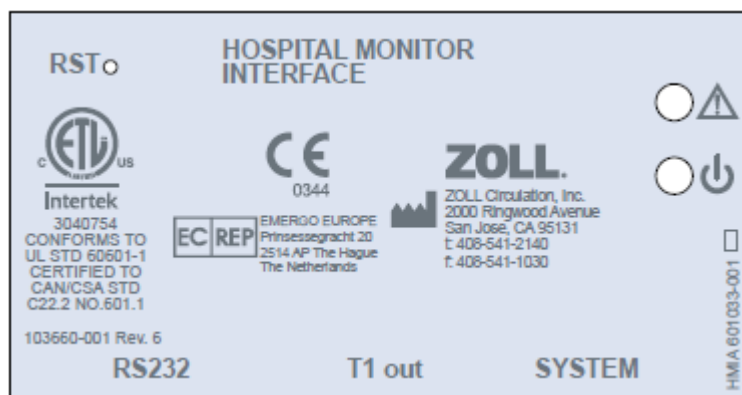 RST
HOSPITAL MONITOR
INTERFACE
C ETL US
Intertek
3040754
CONFORMS TO
UL STD 60601-1
CERTIFIED TO
CAN/CSA STD
C22.2 NO.601.1
103660-001 Rev. 6
CE
0344
EC REP
EMERGO EUROPE
Prinsessegracht 20
2514 AP The Hague
The Netherlands
ZOLL.
ZOLL Circulation, Inc.
2000 Ringwood Avenue
San Jose, CA 95131
t: 408-541-2140
f: 408-541-1030
HMIA 601033-001
RS232
T1 out
SYSTEM